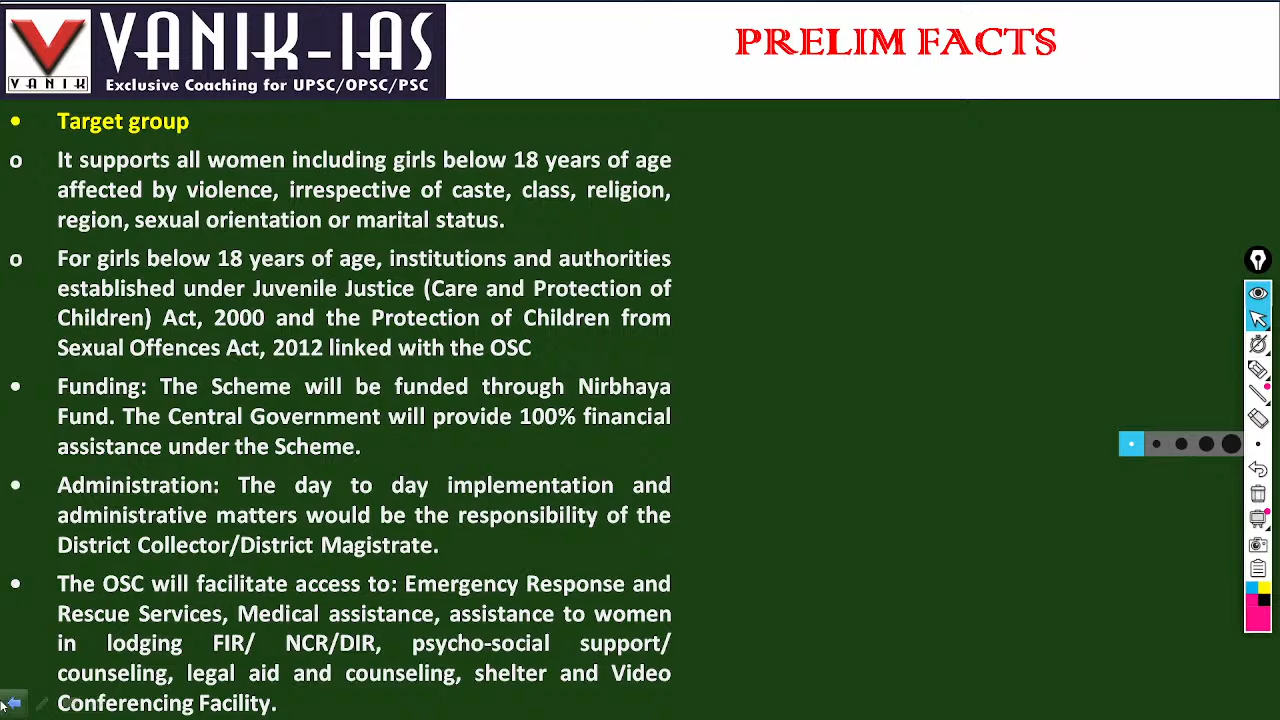 VANIK-IAS
VANIK
Exclusive Coaching for UPSC/OPSC/PSC
PRELIM FACTS
• Target group
o It supports all women including girls below 18 years of age
affected by violence, irrespective of caste, class, religion,
region, sexual orientation or marital status.
o For girls below 18 years of age, institutions and authorities
established under Juvenile Justice (Care and Protection of
Children) Act, 2000 and the Protection of Children from
Sexual Offences Act, 2012 linked with the OSC
• Funding: The Scheme will be funded through Nirbhaya
Fund. The Central Government will provide 100% financial
assistance under the Scheme.
• Administration: The day to day implementation and
administrative matters would be the responsibility of the
District Collector/District Magistrate.
• The OSC will facilitate access to: Emergency Response and
Rescue Services, Medical assistance, assistance to women
in lodging FIR/ NCR/DIR, psycho-social support/
counseling, legal aid and counseling, shelter and Video
Conferencing Facility.